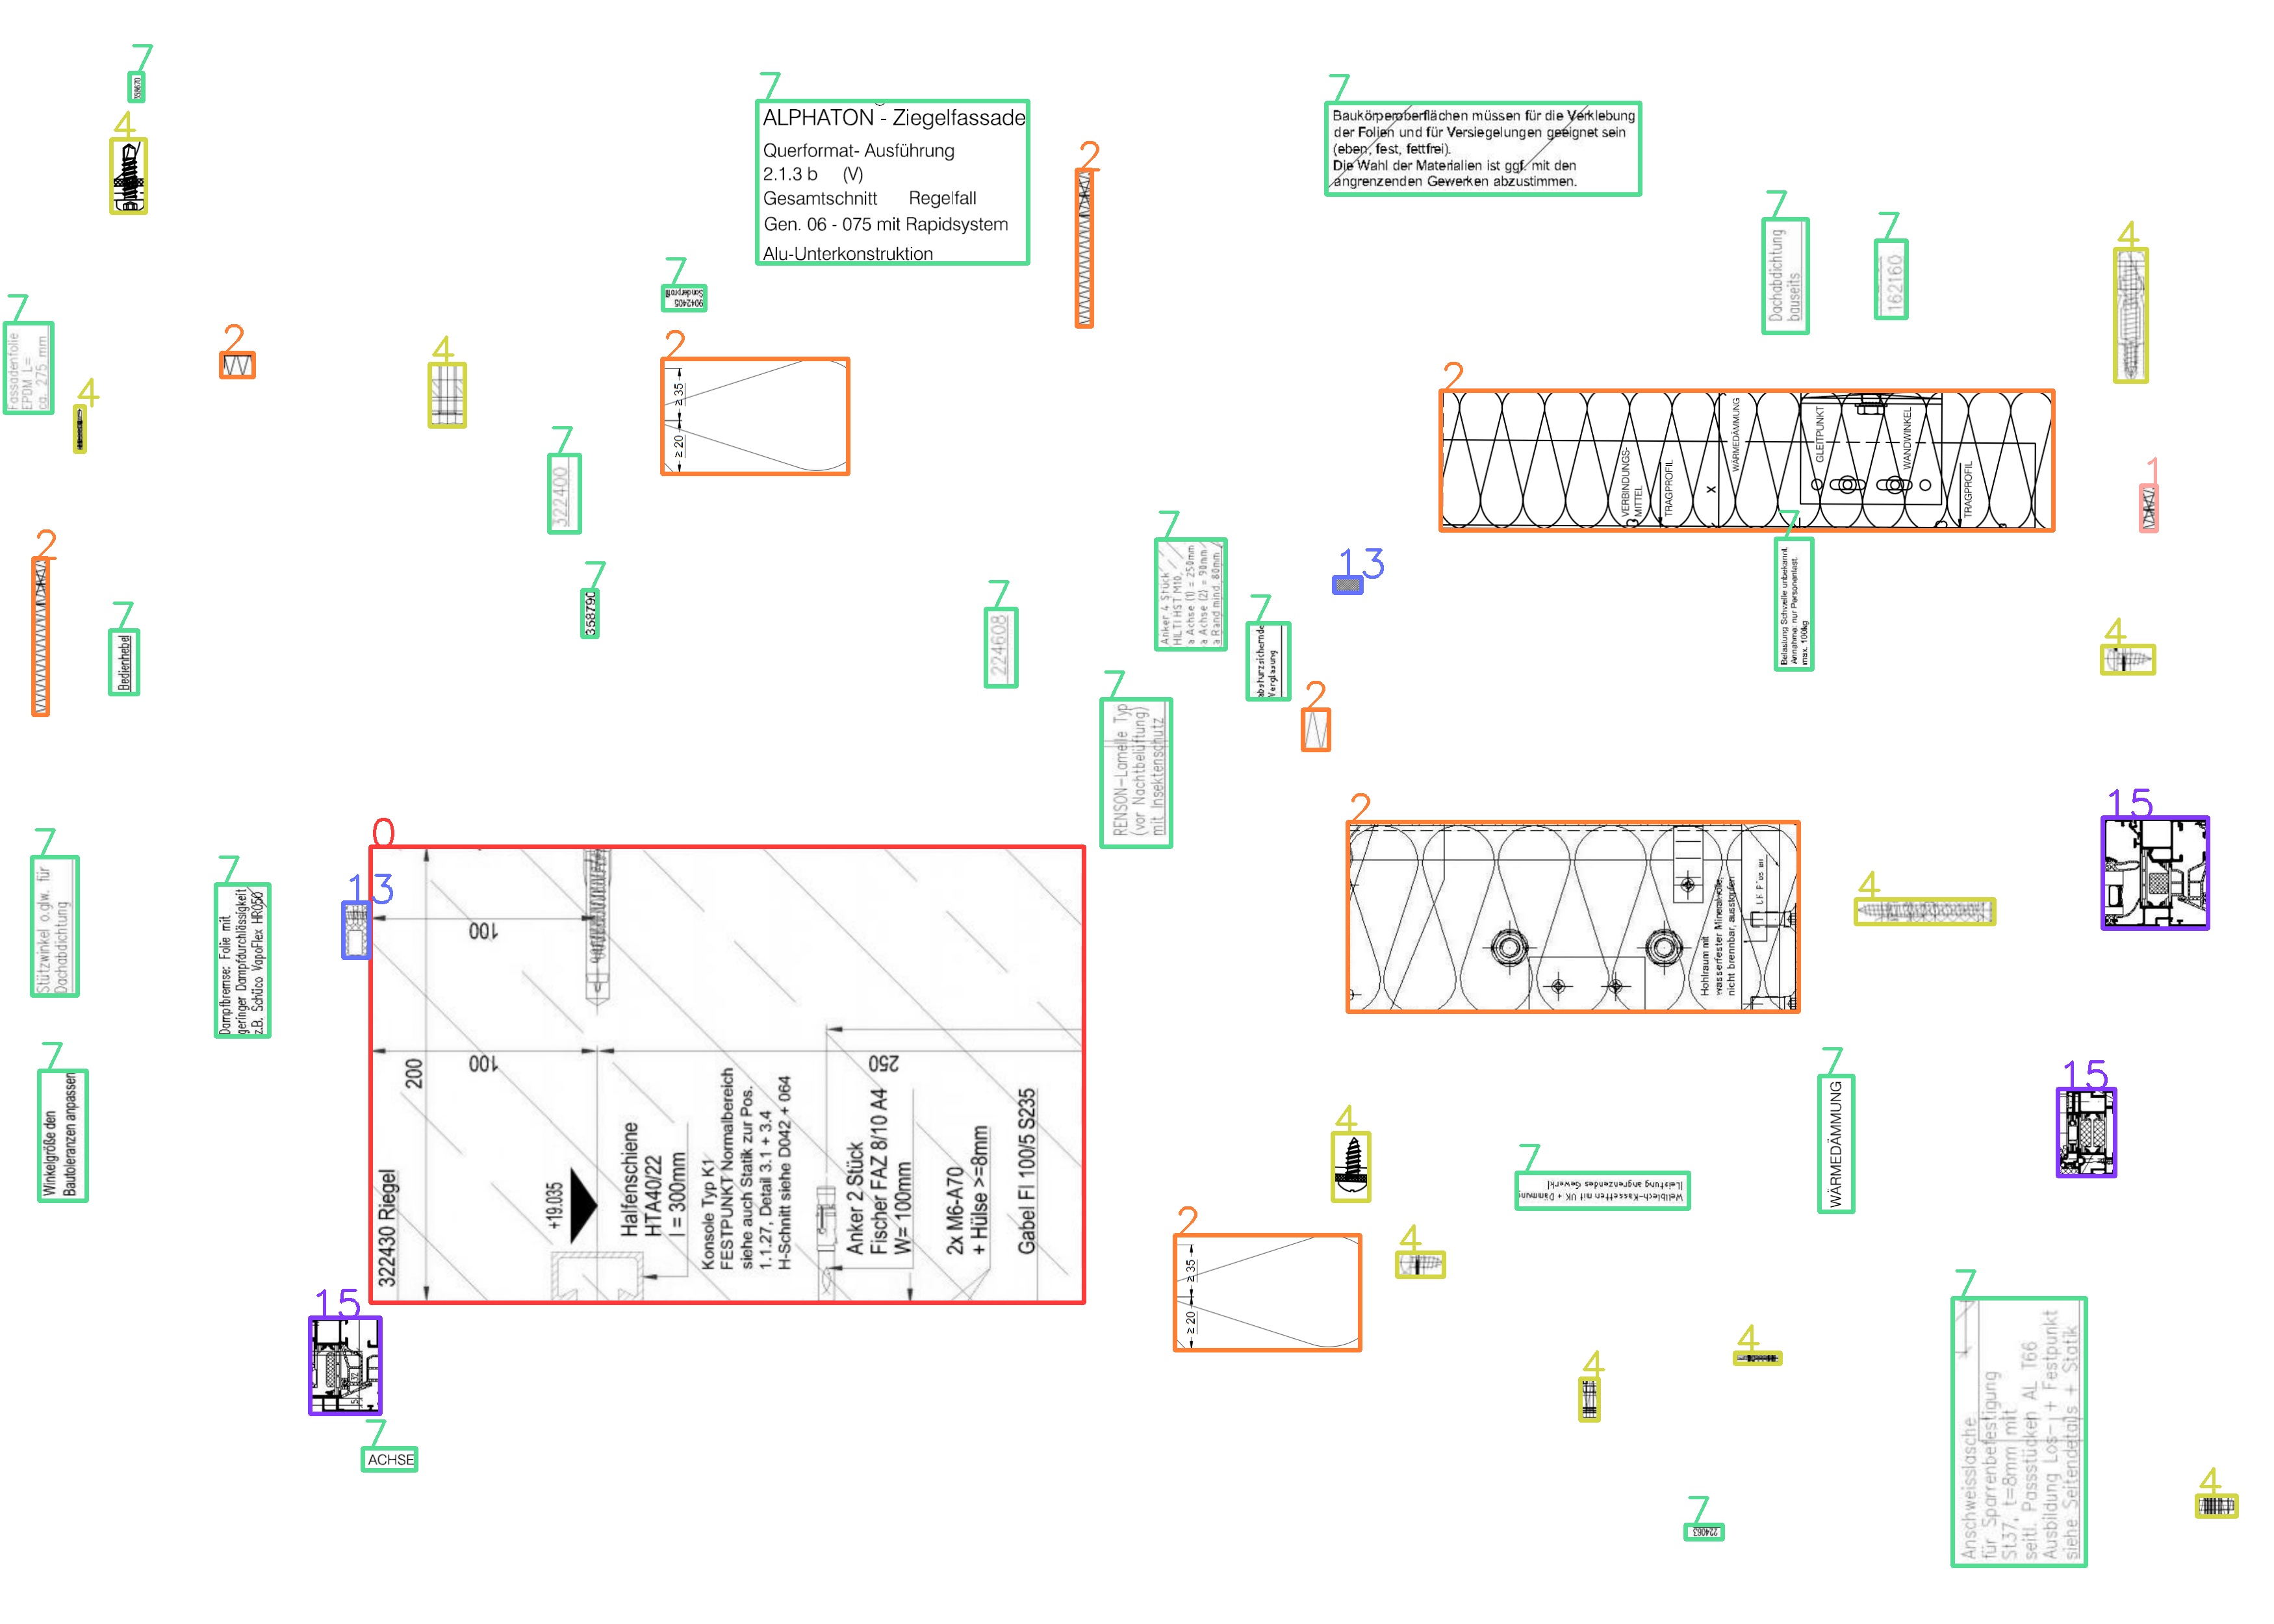 7
358670
4
7
ALPHATON - Ziegelfassade
Querformat- Ausführung
2.1.3 b (V)
Gesamtschnitt Regelfall
Gen. 06 - 075 mit Rapidsystem
Alu-Unterkonstruktion
2
7
Baukörperoberflächen müssen für die Verklebung
der Folien und für Versiegelungen geeignet sein
(eben, fest, fettfrei).
Die Wahl der Materialien ist ggf. mit den
angrenzenden Gewerken abzustimmen.
7
Dachabdichtung
bauseits
7
162160
4
7
Sonderprofil
9042405
7
Fassadenfolie
EPDM L=
ca. 275 mm
4
2
4
2
≥ 35
≥ 20
7
322400
2
VERBINDUNGS-
MITTEL
TRAGPROFIL
X
WÄRMEDÄMMUNG
GLEITPUNKT
WANDWINKEL
TRAGPROFIL
1
2
7
Bedienhebel
7
358790
7
224608
7
Anker 4 Stück
HILTI HST M10,
a Achse (1) = 250mm
a Achse (2) = 90mm
a Rand mind. 80mm
7
absturzsichernde
Verglasung
13
7
Belastung Schwelle unbekannt.
Annahme: nur Personenlast.
max. 100kg
4
2
7
RENSON-Lamelle Typ
(vor Nachtbelüftung)
mit Insektenschutz
7
Stützwinkel o.glw. für
Dachabdichtung
7
Dampfbremse: Folie mit
geringer Dampfdurchlässigkeit
z.B. Schüco VapoFlex HR050
13
0
100
200
100
250
322430 Riegel
+19.035
Halfenschiene
HTA40/22
l = 300mm
Konsole Typ K1
FESTPUNKT Normalbereich
siehe auch Statik zur Pos.
1.1.27, Detail 3.1 + 3.4
H-Schnitt siehe D042 + 064
Anker 2 Stück
Fischer FAZ 8/10 A4
W= 100mm
2x M6-A70
+ Hülse >=8mm
Gabel Fl 100/5 S235
2
Hohlraum mit
wasserfester Mineralwolle,
nicht brennbar, ausstopfen
4
15
7
Winkelgröße den
Bautoleranzen anpassen
15
7
ACHSE
4
7
Wellblech-Kassetten mit UK + Dämmung
(Leistung angrenzendes Gewerk)
7
WÄRMEDÄMMUNG
15
2
≥ 35
≥ 20
4
4
4
7
Anschweisslasche
für Sparrenbefestigung
St37, t=8mm mit
seitl. Passstücken AL T66
Ausbildung Los- + Festpunkt
siehe Seitendetails + Statik
7
224063
4